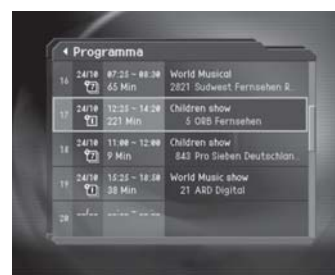 Programma
16 24/10 07:25 ~ 08:30 World Musical
65 Min 2821 Sudwest Fernsehen R.
17 24/10 12:25 ~ 14:20 Children show
221 Min 5 ORB Fernsehen
18 24/10 11:00 ~ 12:00 Children show
9 Min 843 Pro Sieben Deutschlan..
19 24/10 15:25 ~ 18:50 World Music show
38 Min 21 ARD Digital
20 --/-- --:-- ~ --:--